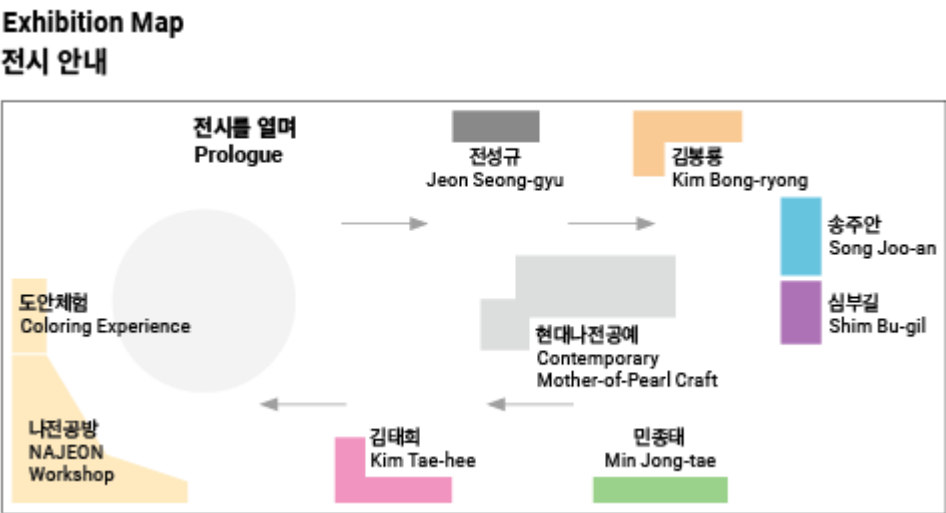 Exhibition Map
전시 안내
전시를 열며
Prologue
전성규
Jeon Seong-gyu
김봉룡
Kim Bong-ryong
송주안
Song Joo-an
심부길
Shim Bu-gil
현대나전공예
Contemporary
Mother-of-Pearl Craft
민종태
Min Jong-tae
김태희
Kim Tae-hee
도안체험
Coloring Experience
나전공방
NAJEON
Workshop